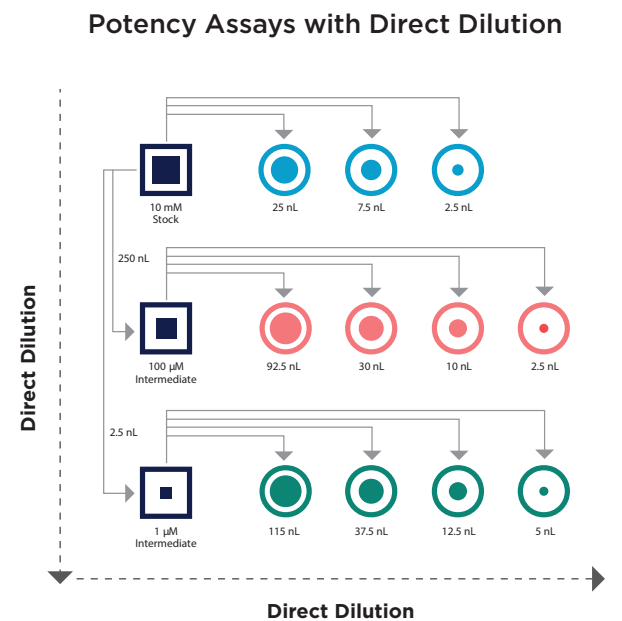 Potency Assays with Direct Dilution
10 mM
Stock
25 nL
7.5 nL
2.5 nL
250 nL
100 µM
Intermediate
92.5 nL
30 nL
10 nL
2.5 nL
Direct Dilution
2.5 nL
1 µM
Intermediate
115 nL
37.5 nL
12.5 nL
5 nL
Direct Dilution